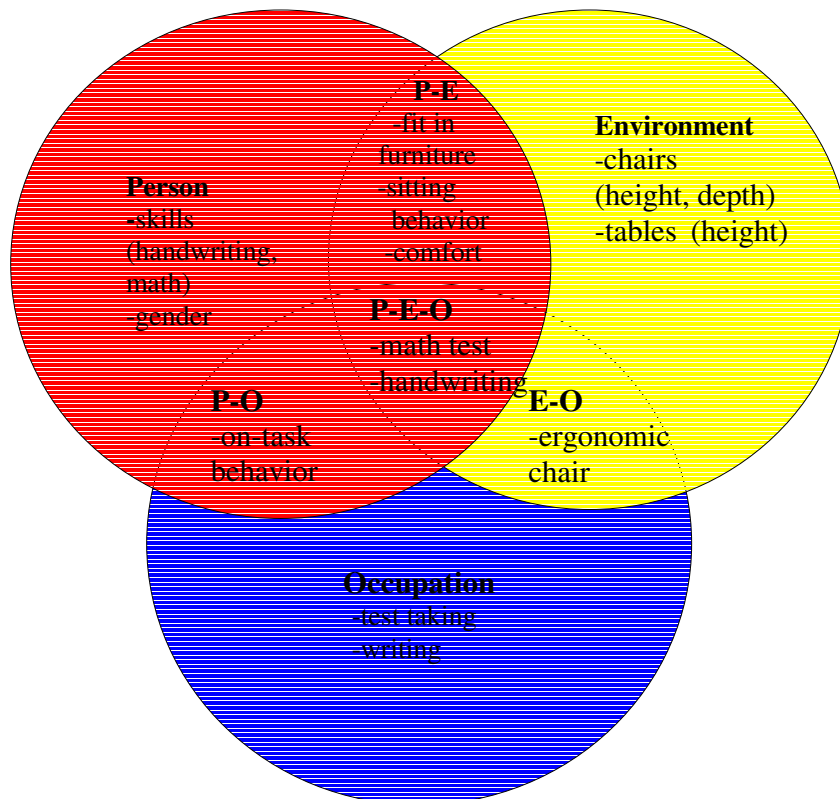 P-E
-fit in
furniture
-sitting
behavior
-comfort
Environment
-chairs
(height, depth)
-tables (height)
Person
-skills
(handwriting,
math)
-gender
P-E-O
-math test
-handwriting
P-O
-on-task
behavior
E-O
-ergonomic
chair
Occupation
-test taking
-writing